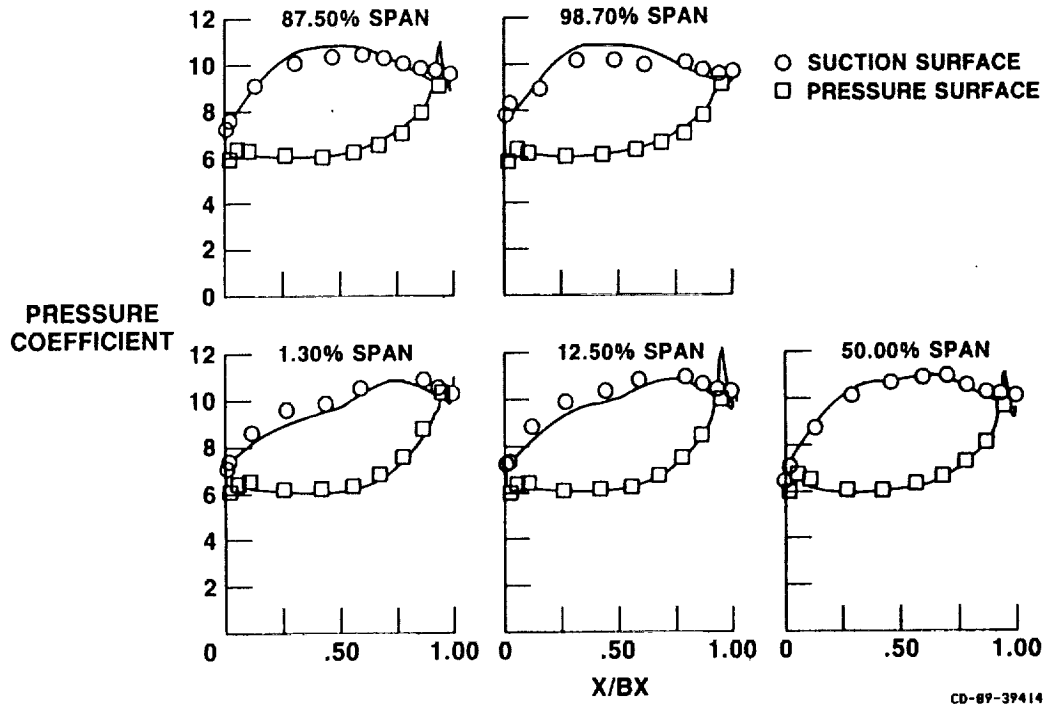 87.50% SPAN
98.70% SPAN
12
10
8
6
4
2
0
SUCTION SURFACE
PRESSURE SURFACE
PRESSURE
COEFFICIENT
1.30% SPAN
12.50% SPAN
50.00% SPAN
12
10
8
6
4
2
0 .50 1.00
0 .50 1.00
0 .50 1.00
X/BX
CD-89-39414